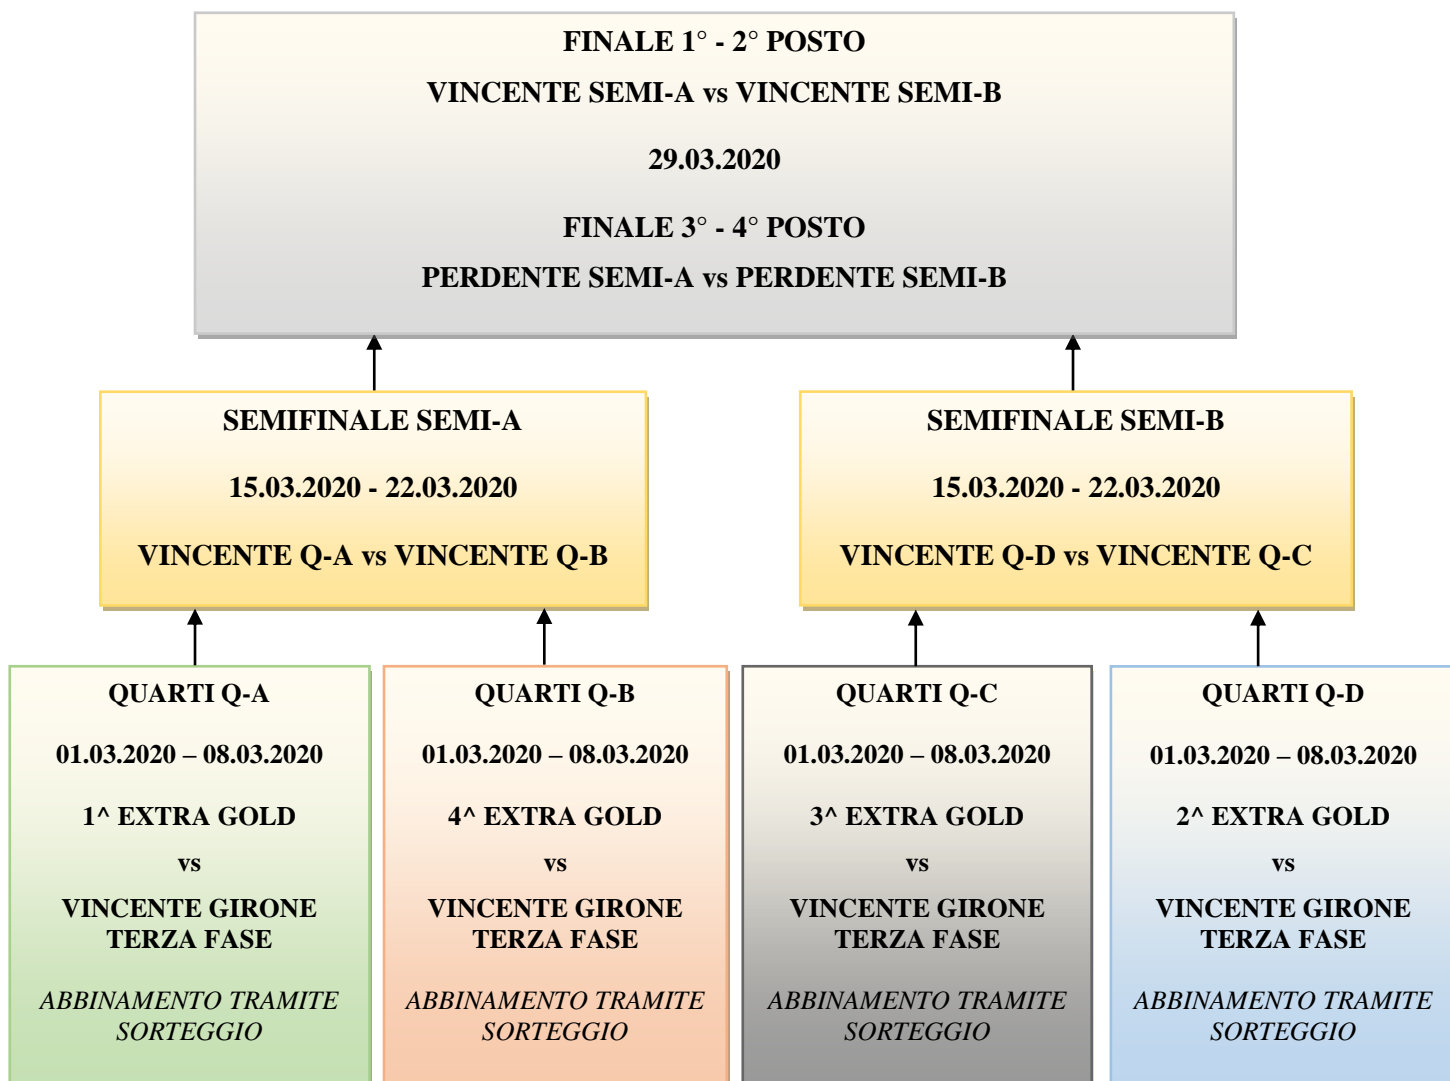 FINALE 1° - 2° POSTO
VINCENTE SEMI-A vs VINCENTE SEMI-B
29.03.2020
FINALE 3° - 4° POSTO
PERDENTE SEMI-A vs PERDENTE SEMI-B
SEMIFINALE SEMI-A
15.03.2020 - 22.03.2020
VINCENTE Q-A vs VINCENTE Q-B
SEMIFINALE SEMI-B
15.03.2020 - 22.03.2020
VINCENTE Q-D vs VINCENTE Q-C
QUARTI Q-A
01.03.2020 – 08.03.2020
1^ EXTRA GOLD
vs
VINCENTE GIRONE
TERZA FASE
ABBINAMENTO TRAMITE
SORTEGGIO
QUARTI Q-B
01.03.2020 – 08.03.2020
4^ EXTRA GOLD
vs
VINCENTE GIRONE
TERZA FASE
ABBINAMENTO TRAMITE
SORTEGGIO
QUARTI Q-C
01.03.2020 – 08.03.2020
3^ EXTRA GOLD
vs
VINCENTE GIRONE
TERZA FASE
ABBINAMENTO TRAMITE
SORTEGGIO
QUARTI Q-D
01.03.2020 – 08.03.2020
2^ EXTRA GOLD
vs
VINCENTE GIRONE
TERZA FASE
ABBINAMENTO TRAMITE
SORTEGGIO